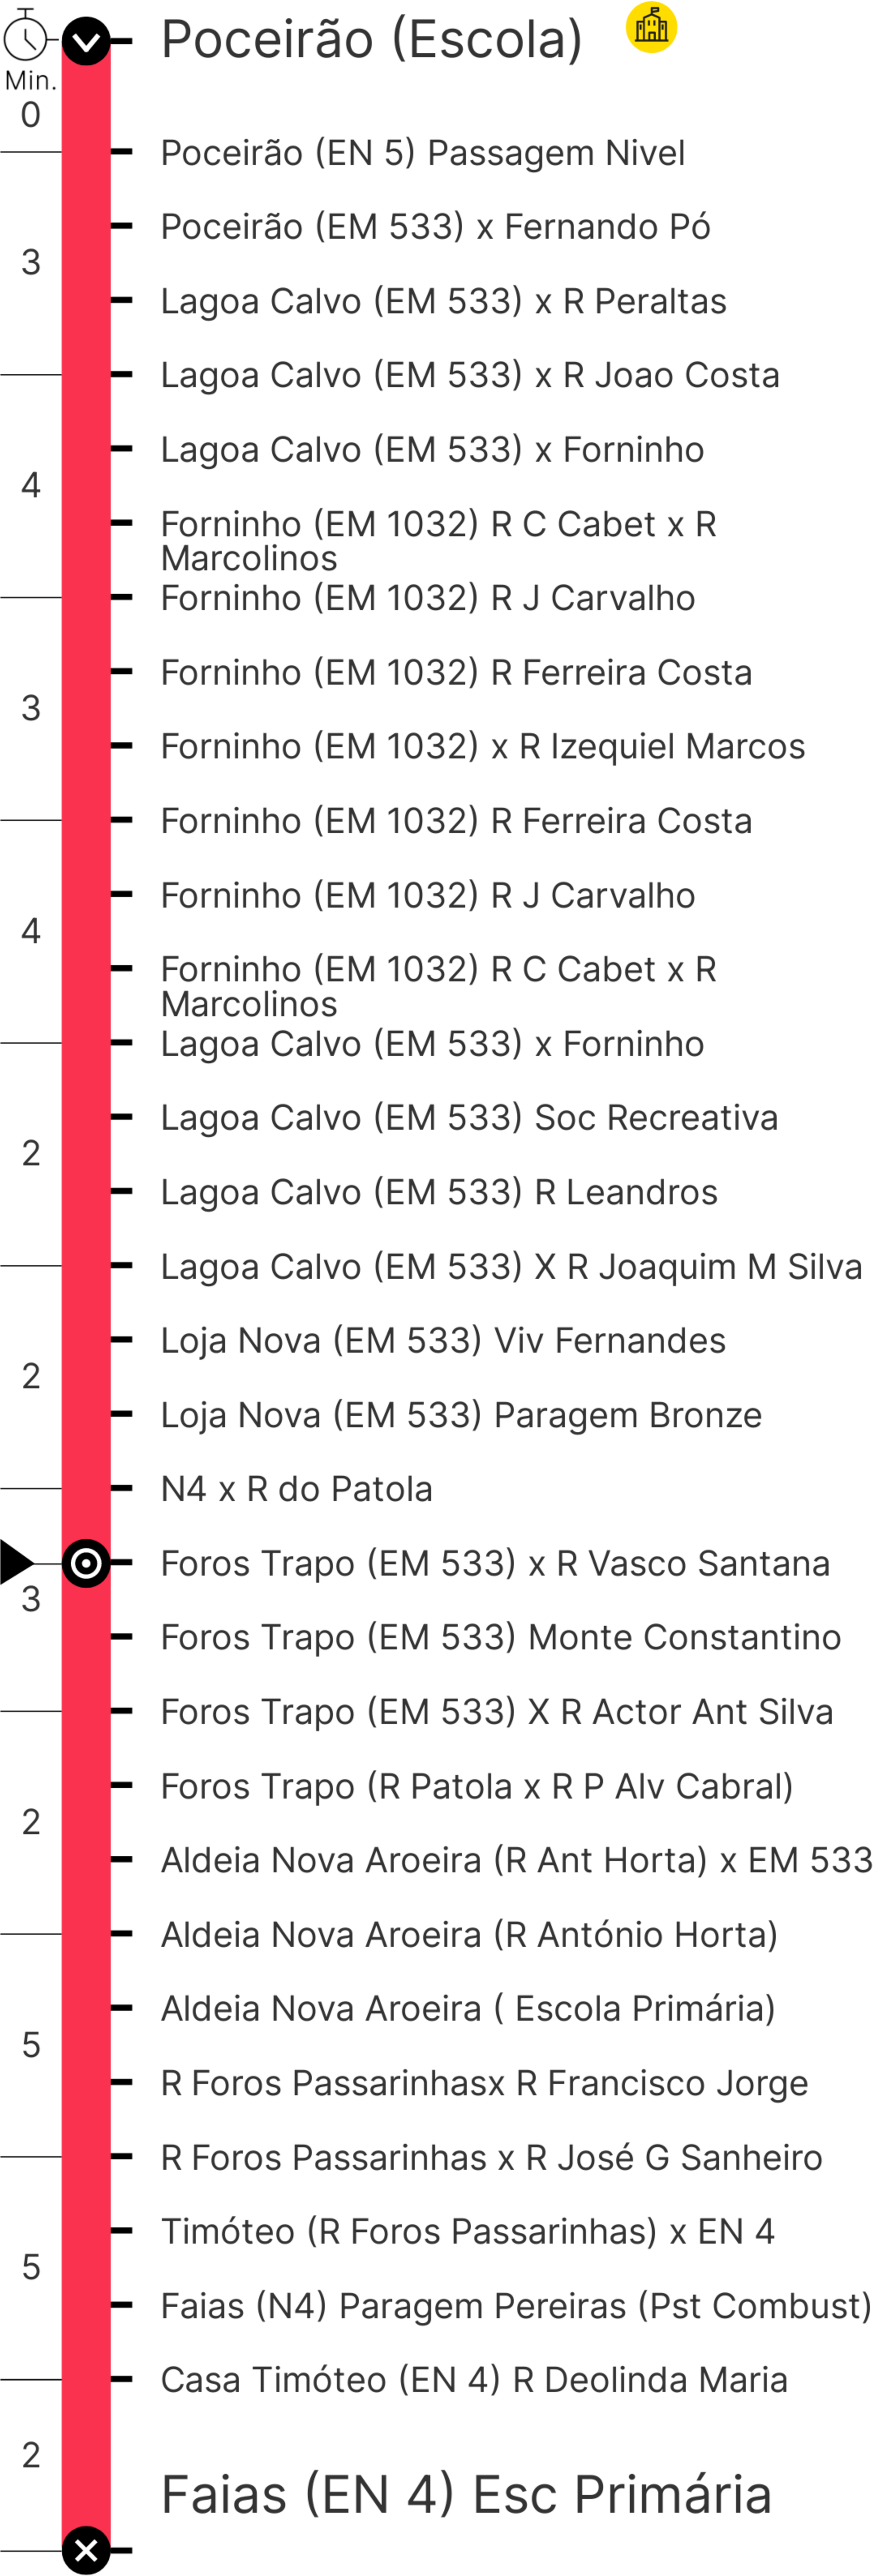 Poceirão (Escola)
Min.
0
Poceirão (EN 5) Passagem Nivel
Poceirão (EM 533) x Fernando Pó
3
Lagoa Calvo (EM 533) x R Peraltas
Lagoa Calvo (EM 533) x R Joao Costa
Lagoa Calvo (EM 533) x Forninho
4
Forninho (EM 1032) R C Cabet x R
Marcolinos
Forninho (EM 1032) R J Carvalho
Forninho (EM 1032) R Ferreira Costa
3
Forninho (EM 1032) x R Izequiel Marcos
Forninho (EM 1032) R Ferreira Costa
Forninho (EM 1032) R J Carvalho
4
Forninho (EM 1032) R C Cabet x R
Marcolinos
Lagoa Calvo (EM 533) x Forninho
Lagoa Calvo (EM 533) Soc Recreativa
2
Lagoa Calvo (EM 533) R Leandros
Lagoa Calvo (EM 533) X R Joaquim M Silva
Loja Nova (EM 533) Viv Fernandes
2
Loja Nova (EM 533) Paragem Bronze
N4 x R do Patola
Foros Trapo (EM 533) x R Vasco Santana
3
Foros Trapo (EM 533) Monte Constantino
Foros Trapo (EM 533) X R Actor Ant Silva
Foros Trapo (R Patola x R P Alv Cabral)
2
Aldeia Nova Aroeira (R Ant Horta) x EM 533
Aldeia Nova Aroeira (R António Horta)
Aldeia Nova Aroeira ( Escola Primária)
5
R Foros Passarinhasx R Francisco Jorge
R Foros Passarinhas x R José G Sanheiro
Timóteo (R Foros Passarinhas) x EN 4
5
Faias (N4) Paragem Pereiras (Pst Combust)
Casa Timóteo (EN 4) R Deolinda Maria
2
Faias (EN 4) Esc Primária